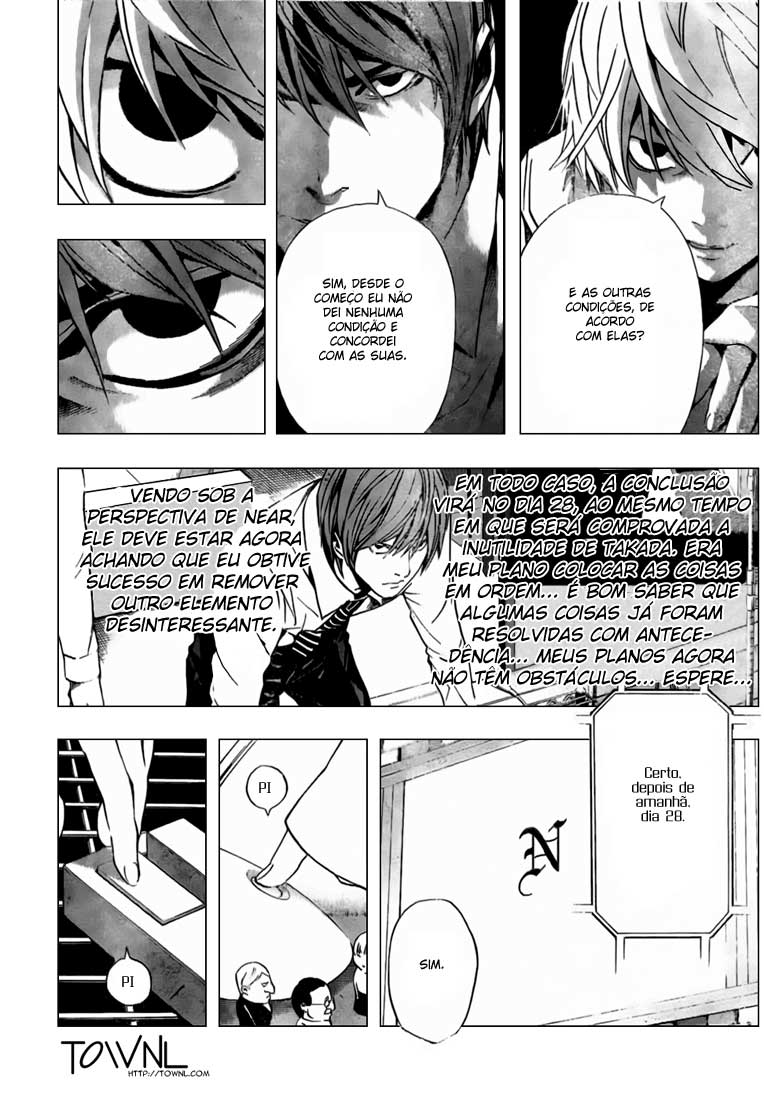 E AS OUTRAS
CONDIÇÕES, DE
ACORDO
COM ELAS?
SIM, DESDE O
COMEÇO EU NÃO
DEI NENHUMA
CONDIÇÃO E
CONCORDEI
COM AS SUAS.
EM TODO CASO, A CONCLUSÃO
VIRÁ NO DIA 28, AO MESMO TEMPO
EM QUE SERÁ COMPROVADA A
INUTILIDADE DE TAKADA. ERA
MEU PLANO COLOCAR AS COISAS
EM ORDEM... É BOM SABER QUE
ALGUMAS COISAS JÁ FORAM
RESOLVIDAS COM ANTECE-
DÊNCIA... MEUS PLANOS AGORA
NÃO TÊM OBSTÁCULOS... ESPERE...
VENDO SOB A
PERSPECTIVA DE NEAR,
ELE DEVE ESTAR AGORA
ACHANDO QUE EU OBTIVE
SUCESSO EM REMOVER
OUTRO ELEMENTO
DESINTERESSANTE.
Certo,
depois de
amanhã,
dia 28.
N
SIM.
PI
PI
TOWNL
HTTP://TOWNL.COM